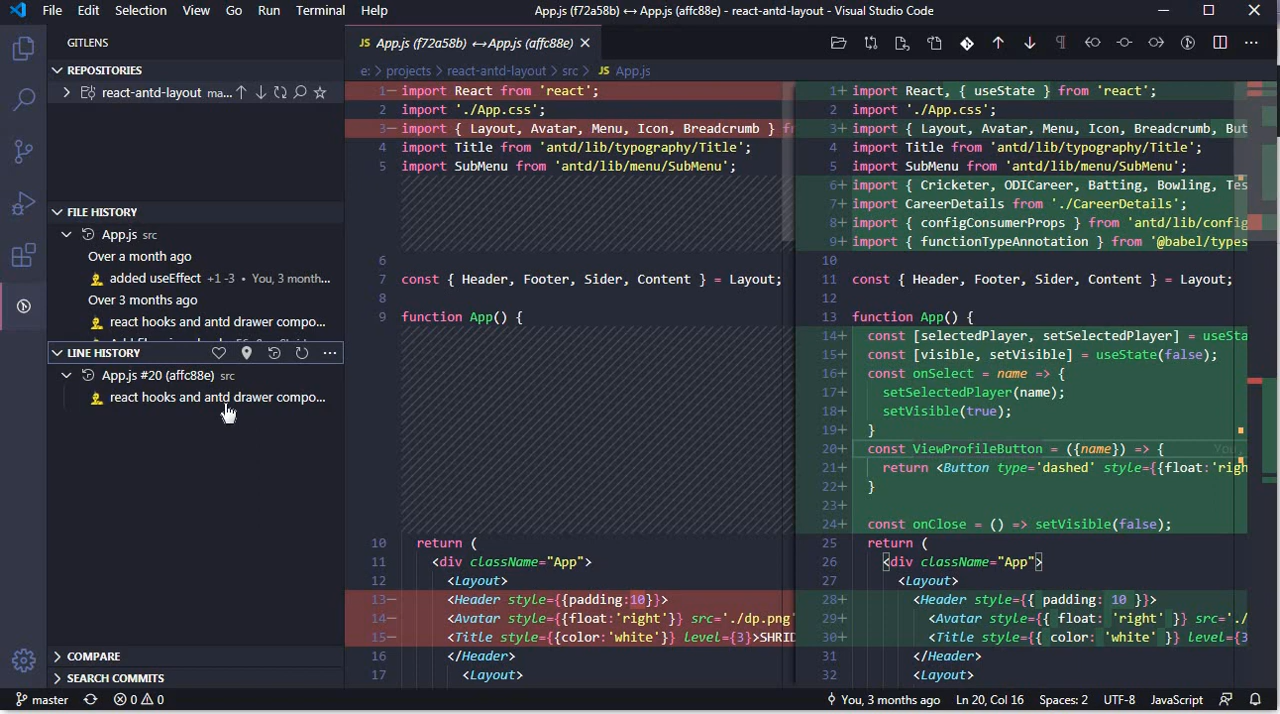 File Edit Selection View Go Run Terminal Help
App.js (f72a58b) ↔ App.js (affc88e) - react-antd-layout - Visual Studio Code
GITLENS
REPOSITORIES
react-antd-layout ma...
FILE HISTORY
App.js src
Over a month ago
added useEffect +1 -3 • You, 3 month...
Over 3 months ago
react hooks and antd drawer compo...
LINE HISTORY
App.js #20 (affc88e) src
react hooks and antd drawer compo...
COMPARE
SEARCH COMMITS
JS App.js (f72a58b) ↔ App.js (affc88e)
e: > projects > react-antd-layout > src > JS App.js
1− import React from 'react';
2 import './App.css';
3− import { Layout, Avatar, Menu, Icon, Breadcrumb } f
4 import Title from 'antd/lib/typography/Title';
5 import SubMenu from 'antd/lib/menu/SubMenu';
6
7 const { Header, Footer, Sider, Content } = Layout;
8
9 function App() {
10 return (
11 <div className="App">
12 <Layout>
13− <Header style={{padding:10}}>
14− <Avatar style={{float:'right'}} src='./dp.png'
15− <Title style={{color:'white'}} level={3}>SHRID
16 </Header>
17 <Layout>
1+ import React, { useState } from 'react';
2 import './App.css';
3+ import { Layout, Avatar, Menu, Icon, Breadcrumb, But
4 import Title from 'antd/lib/typography/Title';
5 import SubMenu from 'antd/lib/menu/SubMenu';
6+ import { Cricketer, ODICareer, Batting, Bowling, Tes
7+ import CareerDetails from './CareerDetails';
8+ import { configConsumerProps } from 'antd/lib/config
9+ import { functionTypeAnnotation } from '@babel/types
10
11 const { Header, Footer, Sider, Content } = Layout;
12
13 function App() {
14+ const [selectedPlayer, setSelectedPlayer] = useSta
15+ const [visible, setVisible] = useState(false);
16+ const onSelect = name => {
17+ setSelectedPlayer(name);
18+ setVisible(true);
19+ }
20+ const ViewProfileButton = ({name}) => {
21+ return <Button type='dashed' style={{float:'righ
22+ }
23+
24+ const onClose = () => setVisible(false);
25 return (
26 <div className="App">
27 <Layout>
28+ <Header style={{ padding: 10 }}>
29+ <Avatar style={{ float: 'right' }} src='./
30+ <Title style={{ color: 'white' }} level={3
31 </Header>
32 <Layout>
master 0 0 You, 3 months ago Ln 20, Col 16 Spaces: 2 UTF-8 JavaScript